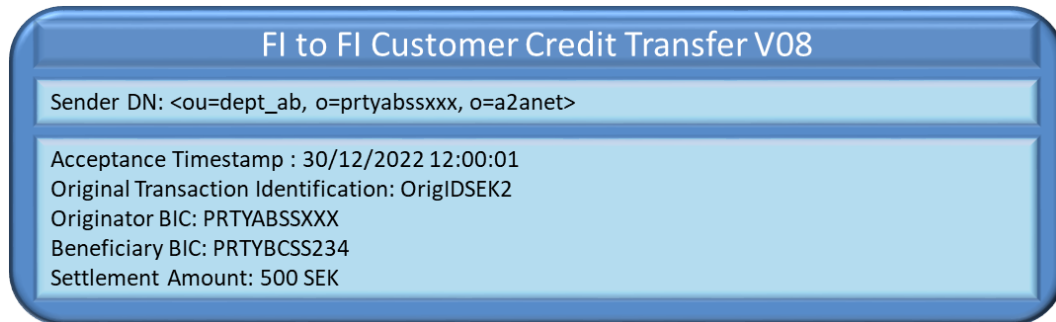 FI to FI Customer Credit Transfer V08
Sender DN: <ou=dept_ab, o=prtyabssxxx, o=a2anet>
Acceptance Timestamp : 30/12/2022 12:00:01
Original Transaction Identification: OrigIDSEK2
Originator BIC: PRTYABSSXXX
Beneficiary BIC: PRTYBCSS234
Settlement Amount: 500 SEK